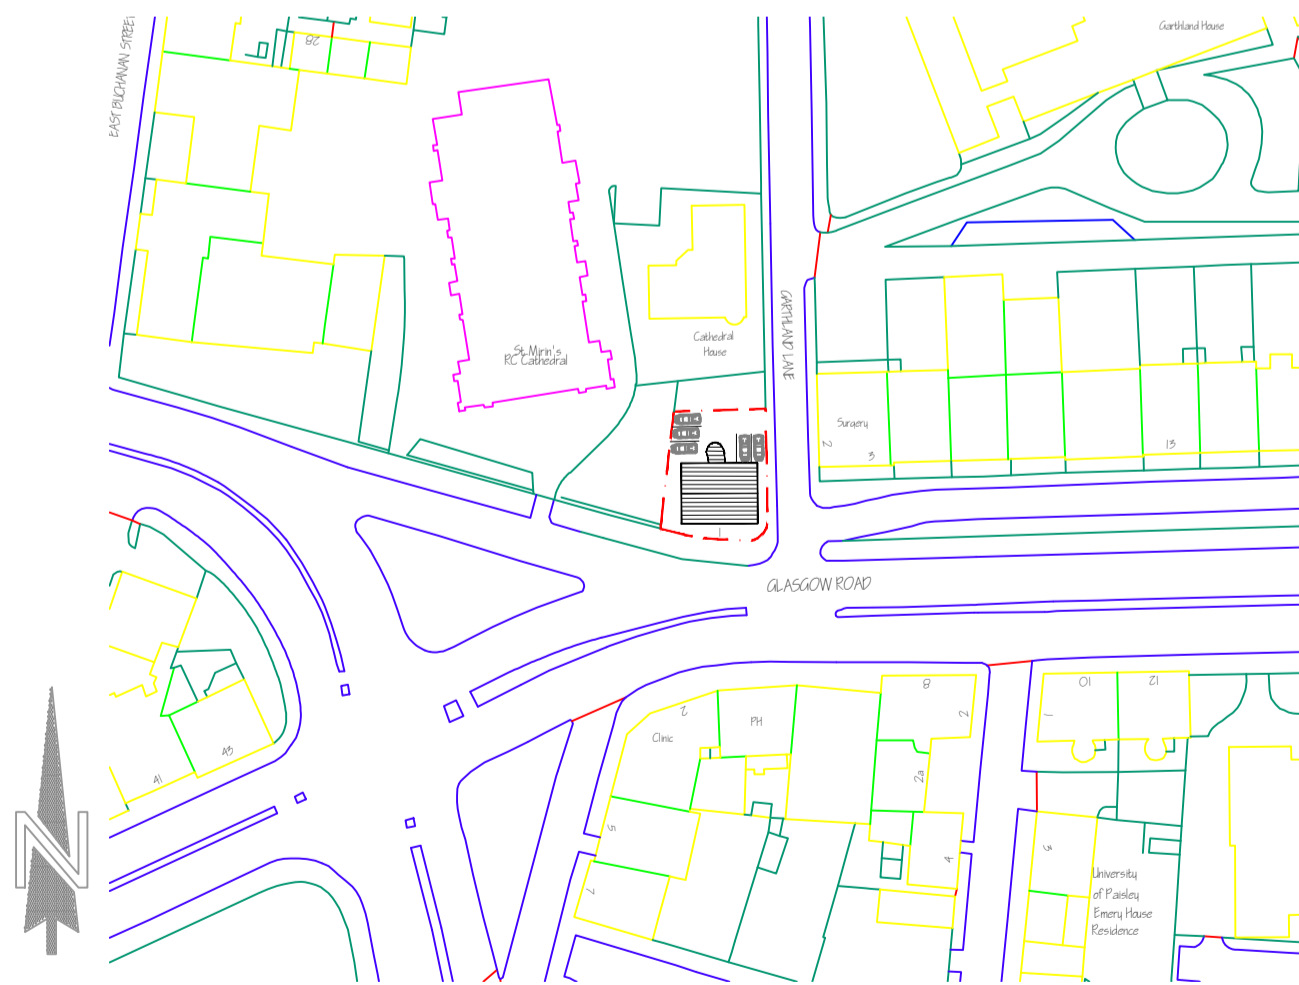 Garthland House
28
EAST BUCHANAN STREET
GARTHLAND LANE
Cathedral
House
St.Mirin's
RC Cathedral
Surgery
2
3
13
1
GLASGOW ROAD
8
2
10
12
1
2
PH
Clinic
2a
43
41
5
4
6
7
University
of Paisley
Emery House
Residence
N